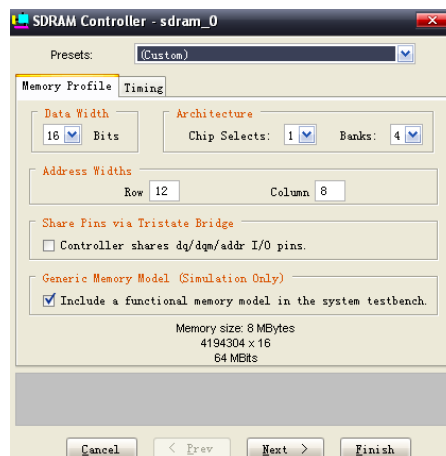 SDRAM Controller - sdram_0
Presets: (Custom)
Memory Profile Timing
Data Width Architecture
16 Bits Chip Selects: 1 Banks: 4
Address Widths
Row 12 Column 8
Share Pins via Tristate Bridge
Controller shares dq/dqm/addr I/O pins.
Generic Memory Model (Simulation Only)
Include a functional memory model in the system testbench.
Memory size: 8 MBytes
4194304 x 16
64 MBits
Cancel < Prev Next > Finish